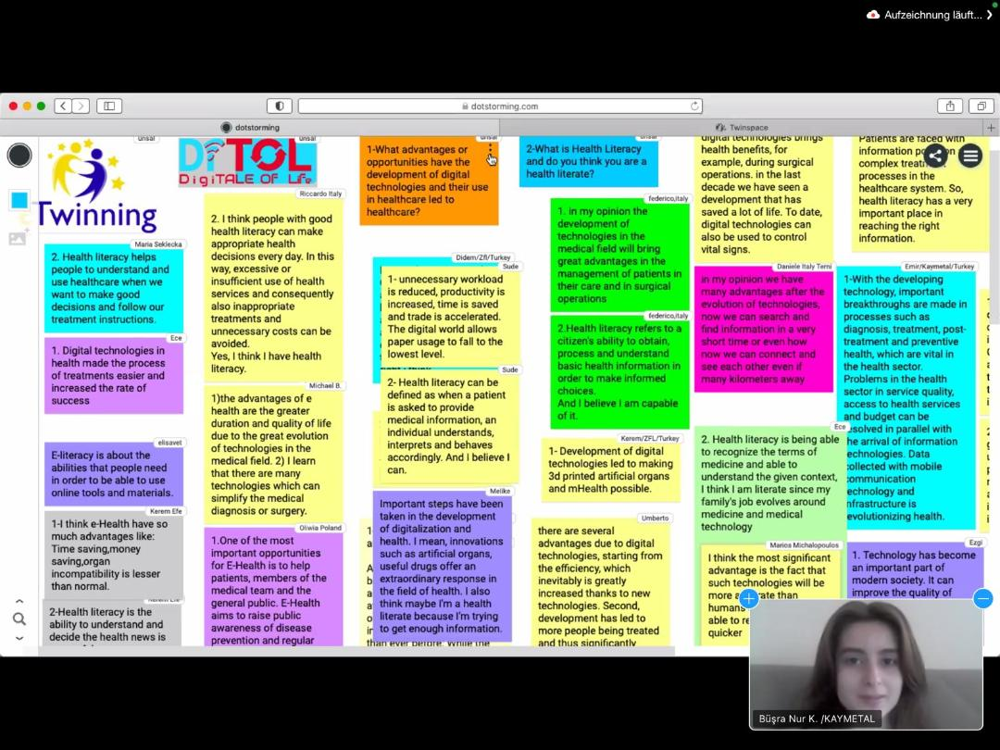 Aufzeichnung läuft...
dotstorming.com
dotstorming
Twinspace
unsal
Twinning
Maria Seklecka
2. Health literacy helps
people to understand and
use healthcare when we
want to make good
decisions and follow our
treatment instructions.
Ece
1. Digital technologies in
health made the process
of treatments easier and
increased the rate of
success
elisavet
E-literacy is about the
abilities that people need
in order to be able to use
online tools and materials.
Kerem Efe
1-I think e-Health have so
much advantages like:
Time saving,money
saving,organ
incompatibility is lesser
than normal.
Kerem Efe
2-Health literacy is the
ability to understand and
decide the health news is
unsal
DiTOL
DigiTALE OF Life
Riccardo Italy
2. I think people with good
health literacy can make
appropriate health
decisions every day. In this
way, excessive or
insufficient use of health
services and consequently
also inappropriate
treatments and
unnecessary costs can be
avoided.
Yes, I think I have health
literacy.
Michael B.
1)the advantages of e
health are the greater
duration and quality of life
due to the great evolution
of technologies in the
medical field. 2) I learn
that there are many
technologies which can
simplify the medical
diagnosis or surgery.
Oliwia Poland
1.One of the most
important opportunities
for E-Health is to help
patients, members of the
medical team and the
general public. E-Health
aims to raise public
awareness of disease
prevention and regular
unsal
1-What advantages or
opportunities have the
development of digital
technologies and their use
in healthcare led to
healthcare?
Didem/Zfl/Turkey
Sude
1- unnecessary workload
is reduced, productivity is
increased, time is saved
and trade is accelerated.
The digital world allows
paper usage to fall to the
lowest level.
Sude
2- Health literacy can be
defined as when a patient
is asked to provide
medical information, an
individual understands,
interprets and behaves
accordingly. And I believe I
can.
Melike
Important steps have been
taken in the development
of digitalization and
health. I mean, innovations
such as artificial organs,
useful drugs offer an
extraordinary response in
the field of health. I also
think maybe I'm a health
literate because I'm trying
to get enough information.
than ever before. While the
unsal
2-What is Health Literacy
and do you think you are a
health literate?
federico,italy
1. in my opinion the
development of
technologies in the
medical field will bring
great advantages in the
management of patients in
their care and in surgical
operations
federico,italy
2.Health literacy refers to a
citizen's ability to obtain,
process and understand
basic health information in
order to make informed
choices.
And I believe I am capable
of it.
Kerem/ZFL/Turkey
1- Development of digital
technologies led to making
3d printed artificial organs
and mHealth possible.
Umberto
there are several
advantages due to digital
technologies, starting from
the efficiency, which
inevitably is greatly
increased thanks to new
technologies. Second,
development has led to
more people being treated
and thus significantly
digital technologies brings
health benefits, for
example, during surgical
operations. in the last
decade we have seen a
development that has
saved a lot of life. To date,
digital technologies can
also be used to control
vital signs.
Daniele Italy Terni
in my opinion we have
many advantages after the
evolution of technologies,
now we can search and
find information in a very
short time or even how
now we can connect and
see each other even if
many kilometers away
Ece
2. Health literacy is being able
to recognize the terms of
medicine and able to
understand the given context,
I think I am literate since my
family's job evolves around
medicine and medical
technology
Marios Michalopoulos
I think the most significant
advantage is the fact that
such technologies will be
more
humans
able to
quicker
Patients are faced with
information
complex
processes in the
healthcare system. So,
health literacy has a very
important place in
reaching the right
information.
Emir/Kaymetal/Turkey
1-With the developing
technology, important
breakthroughs are made in
processes such as
diagnosis, treatment, post-
treatment and preventive
health, which are vital in
the health sector.
Problems in the health
sector in service quality,
access to health services
and budget can be
resolved in parallel with
the arrival of information
technologies. Data
collected with mobile
communication
technology and
infrastructure is
revolutionizing health.
Ezgi
1. Technology has become
an important part of
modern society. It can
improve the quality of
Büşra Nur K. /KAYMETAL